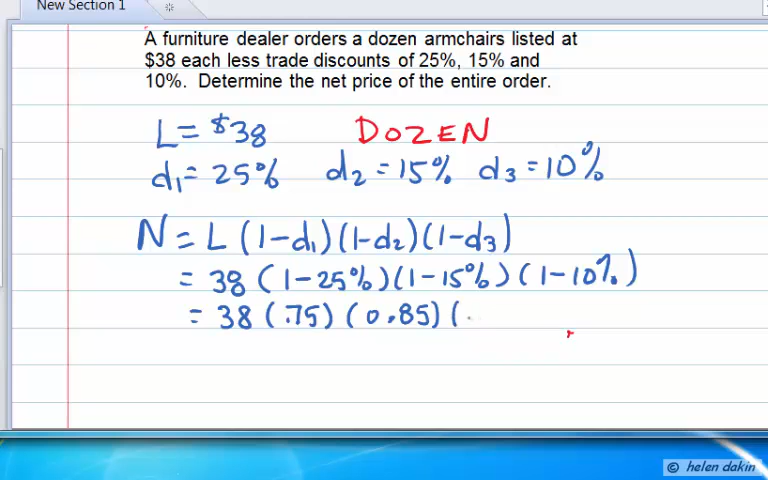 New Section 1
A furniture dealer orders a dozen armchairs listed at
$38 each less trade discounts of 25%, 15% and
10%. Determine the net price of the entire order.
L = $38 DOZEN
d1 = 25% d2 = 15% d3 = 10%
N = L (1-d1)(1-d2)(1-d3)
= 38 (1-25%)(1-15%)(1-10%)
= 38 (.75)(0.85)(.
© helen dakin